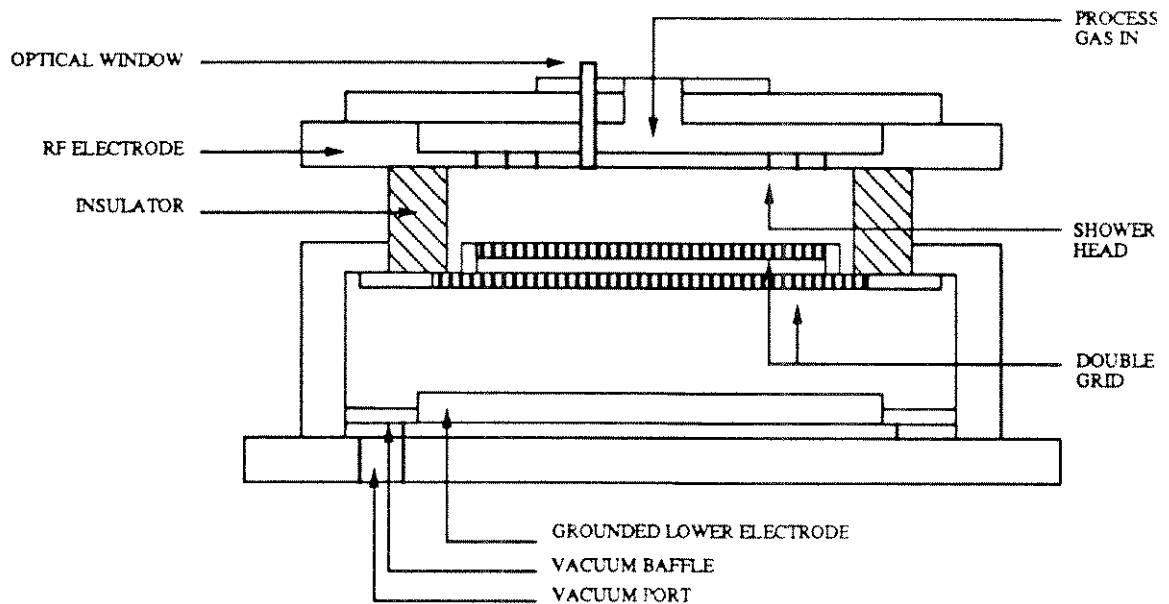 PROCESS
GAS IN
OPTICAL WINDOW
RF ELECTRODE
INSULATOR
SHOWER
HEAD
DOUBLE
GRID
GROUNDED LOWER ELECTRODE
VACUUM BAFFLE
VACUUM PORT